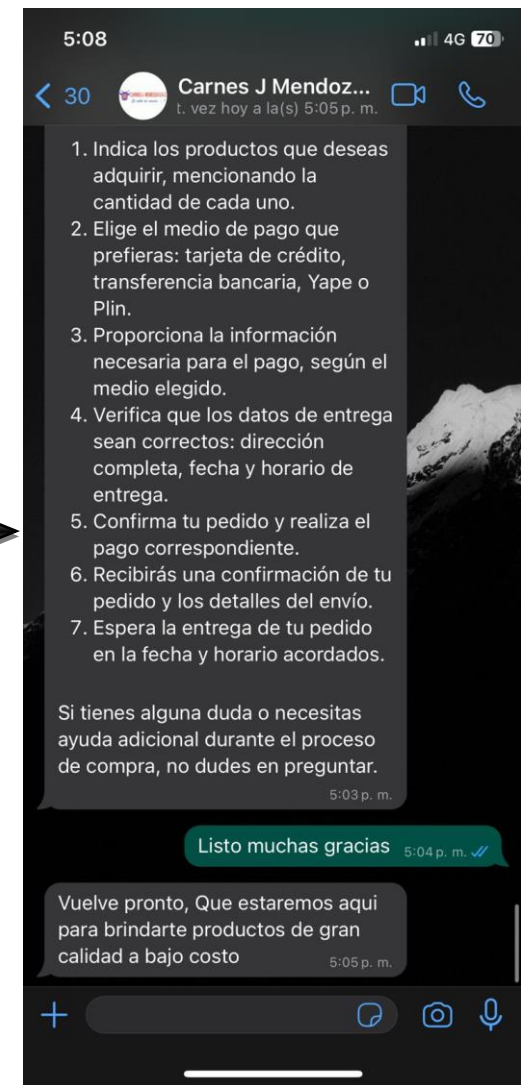 5:08
4G 70
30
Carnes J Mendoz...
t. vez hoy a la(s) 5:05 p. m.
1. Indica los productos que deseas
adquirir, mencionando la
cantidad de cada uno.
2. Elige el medio de pago que
prefieras: tarjeta de crédito,
transferencia bancaria, Yape o
Plin.
3. Proporciona la información
necesaria para el pago, según el
medio elegido.
4. Verifica que los datos de entrega
sean correctos: dirección
completa, fecha y horario de
entrega.
5. Confirma tu pedido y realiza el
pago correspondiente.
6. Recibirás una confirmación de tu
pedido y los detalles del envío.
7. Espera la entrega de tu pedido
en la fecha y horario acordados.
Si tienes alguna duda o necesitas
ayuda adicional durante el proceso
de compra, no dudes en preguntar.
5:03 p. m.
Listo muchas gracias 5:04 p. m.
Vuelve pronto, Que estaremos aqui
para brindarte productos de gran
calidad a bajo costo
5:05 p. m.